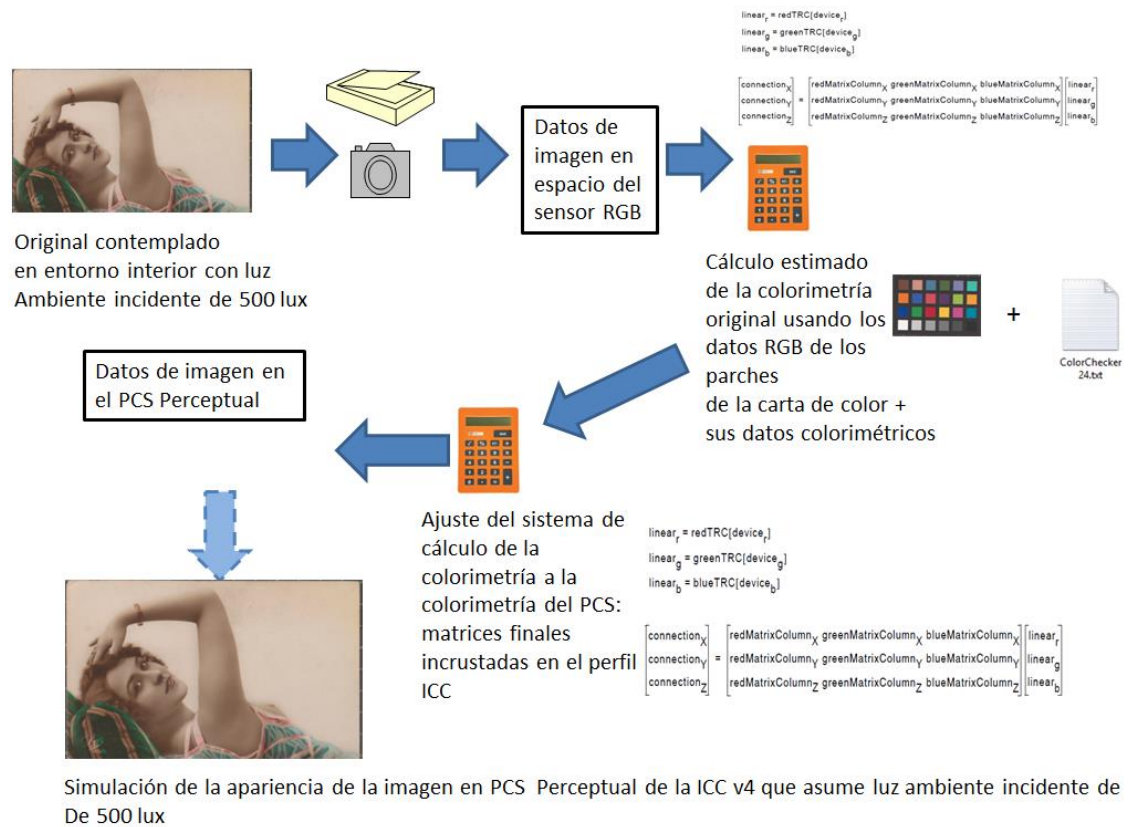 linear_r = redTRC[device_r]
linear_g = greenTRC[device_g]
linear_b = blueTRC[device_b]
connection_X redMatrixColumn_X greenMatrixColumn_X blueMatrixColumn_X linear_r
connection_Y = redMatrixColumn_Y greenMatrixColumn_Y blueMatrixColumn_Y linear_g
connection_Z redMatrixColumn_Z greenMatrixColumn_Z blueMatrixColumn_Z linear_b
Datos de
imagen en
espacio del
sensor RGB
Original contemplado
en entorno interior con luz
Ambiente incidente de 500 lux
Cálculo estimado
de la colorimetría
original usando los
datos RGB de los
parches
de la carta de color +
sus datos colorimétricos
+
ColorChecker
24.txt
Datos de imagen en
el PCS Perceptual
Ajuste del sistema de
cálculo de la
colorimetría a la
colorimetría del PCS:
matrices finales
incrustadas en el perfil
ICC
linear_r = redTRC[device_r]
linear_g = greenTRC[device_g]
linear_b = blueTRC[device_b]
connection_X redMatrixColumn_X greenMatrixColumn_X blueMatrixColumn_X linear_r
connection_Y = redMatrixColumn_Y greenMatrixColumn_Y blueMatrixColumn_Y linear_g
connection_Z redMatrixColumn_Z greenMatrixColumn_Z blueMatrixColumn_Z linear_b
Simulación de la apariencia de la imagen en PCS Perceptual de la ICC v4 que asume luz ambiente incidente de
De 500 lux